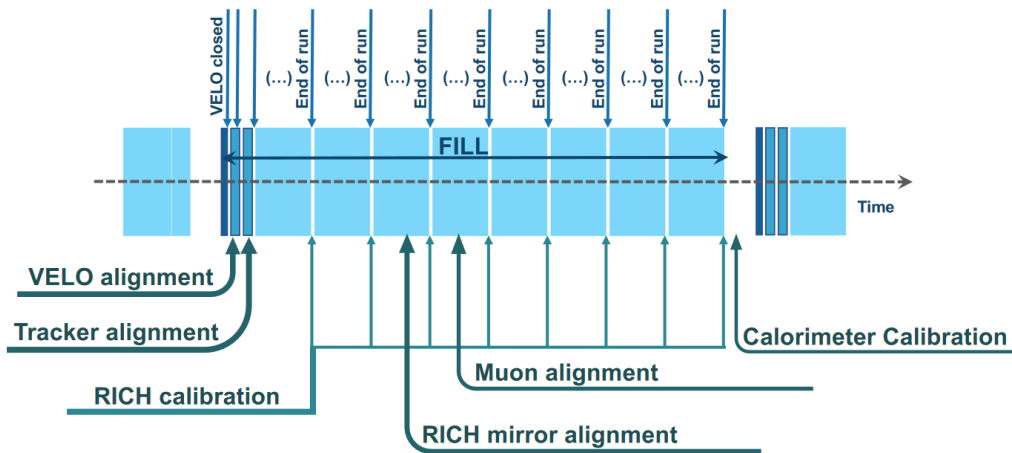 VELO closed
(...) End of run
(...) End of run
(...) End of run
(...) End of run
(...) End of run
(...) End of run
(...) End of run
(...) End of run
FILL
Time
VELO alignment
Tracker alignment
Calorimeter Calibration
Muon alignment
RICH calibration
RICH mirror alignment